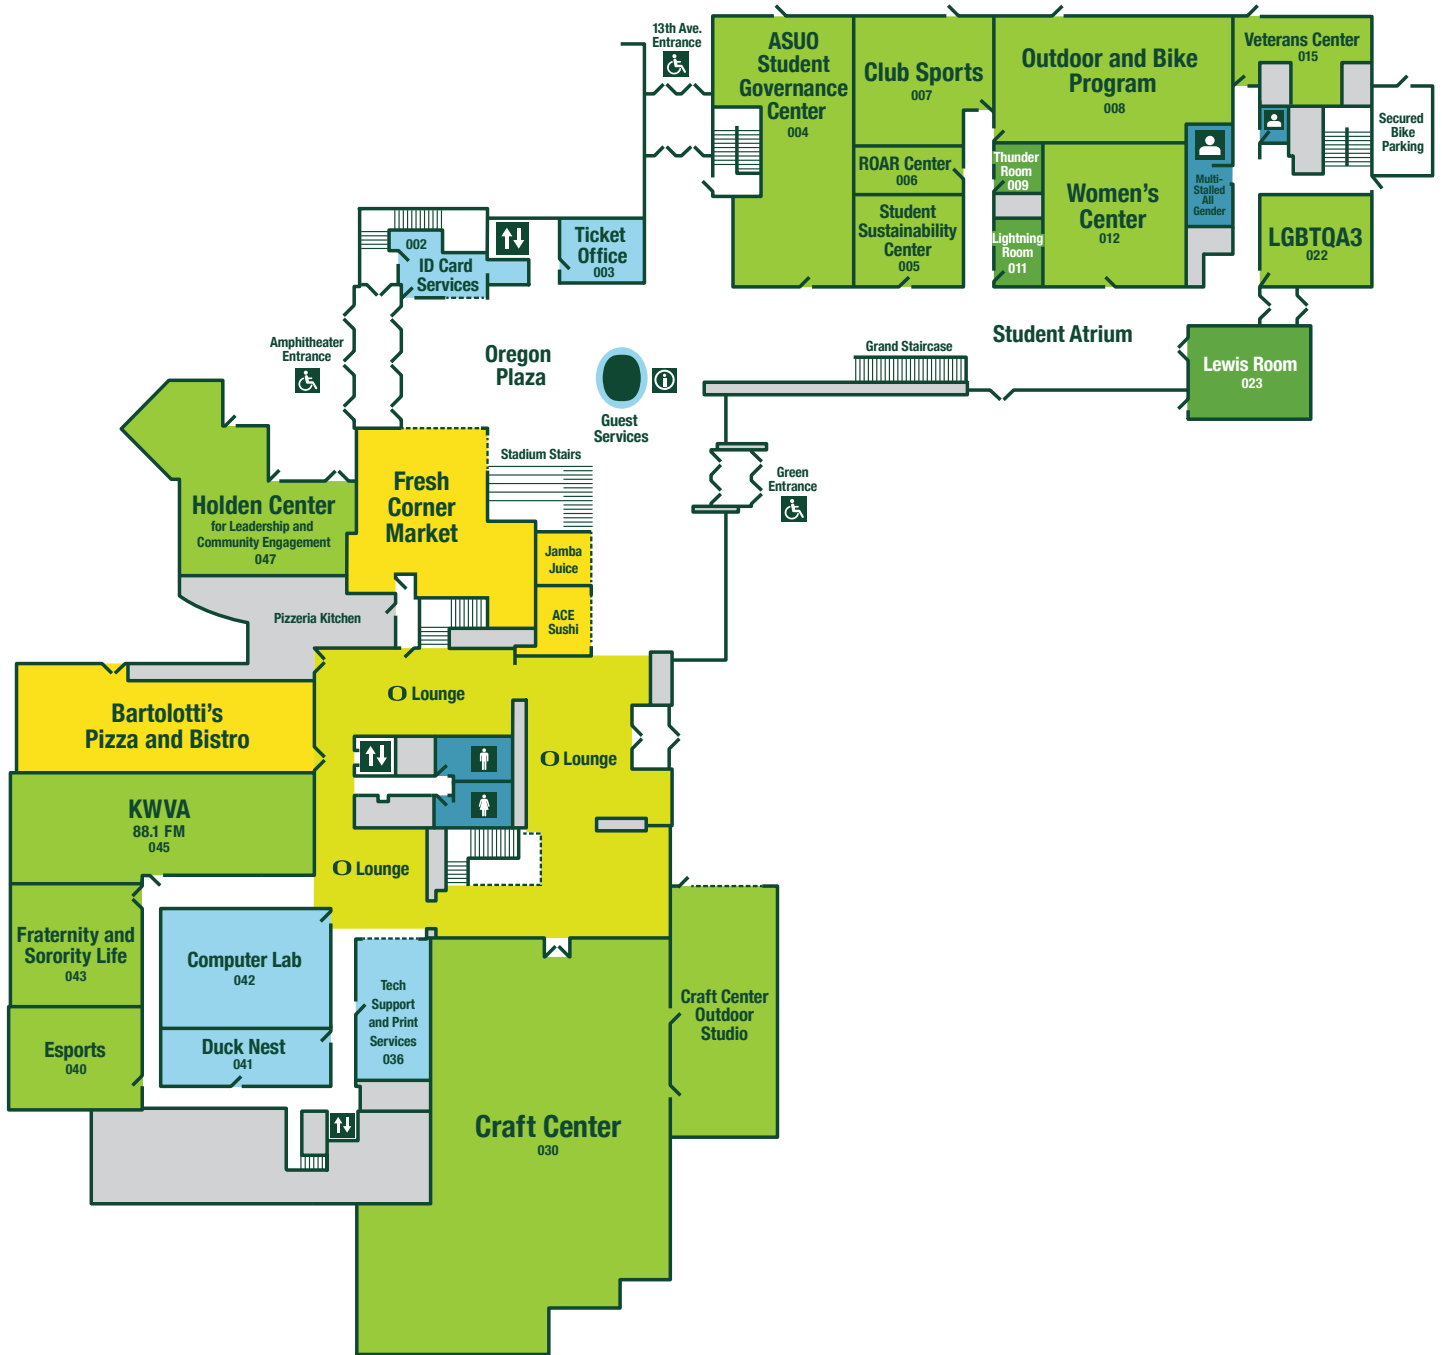 13th Ave.
Entrance
ASUO
Student
Governance
Center
004
Club Sports
007
Outdoor and Bike
Program
008
Veterans Center
015
Secured
Bike
Parking
ROAR Center
006
Thunder
Room
009
Women's
Center
012
Multi-
Stalled
All
Gender
Student
Sustainability
Center
005
Lightning
Room
011
LGBTQA3
022
002
ID Card
Services
Ticket
Office
003
Amphitheater
Entrance
Oregon
Plaza
Guest
Services
Grand Staircase
Student Atrium
Lewis Room
023
Stadium Stairs
Green
Entrance
Fresh
Corner
Market
Holden Center
for Leadership and
Community Engagement
047
Jamba
Juice
ACE
Sushi
Pizzeria Kitchen
O Lounge
Bartolotti's
Pizza and Bistro
O Lounge
KWVA
88.1 FM
045
O Lounge
Fraternity and
Sorority Life
043
Computer Lab
042
Tech
Support
and Print
Services
036
Craft Center
Outdoor
Studio
Esports
040
Duck Nest
041
Craft Center
030